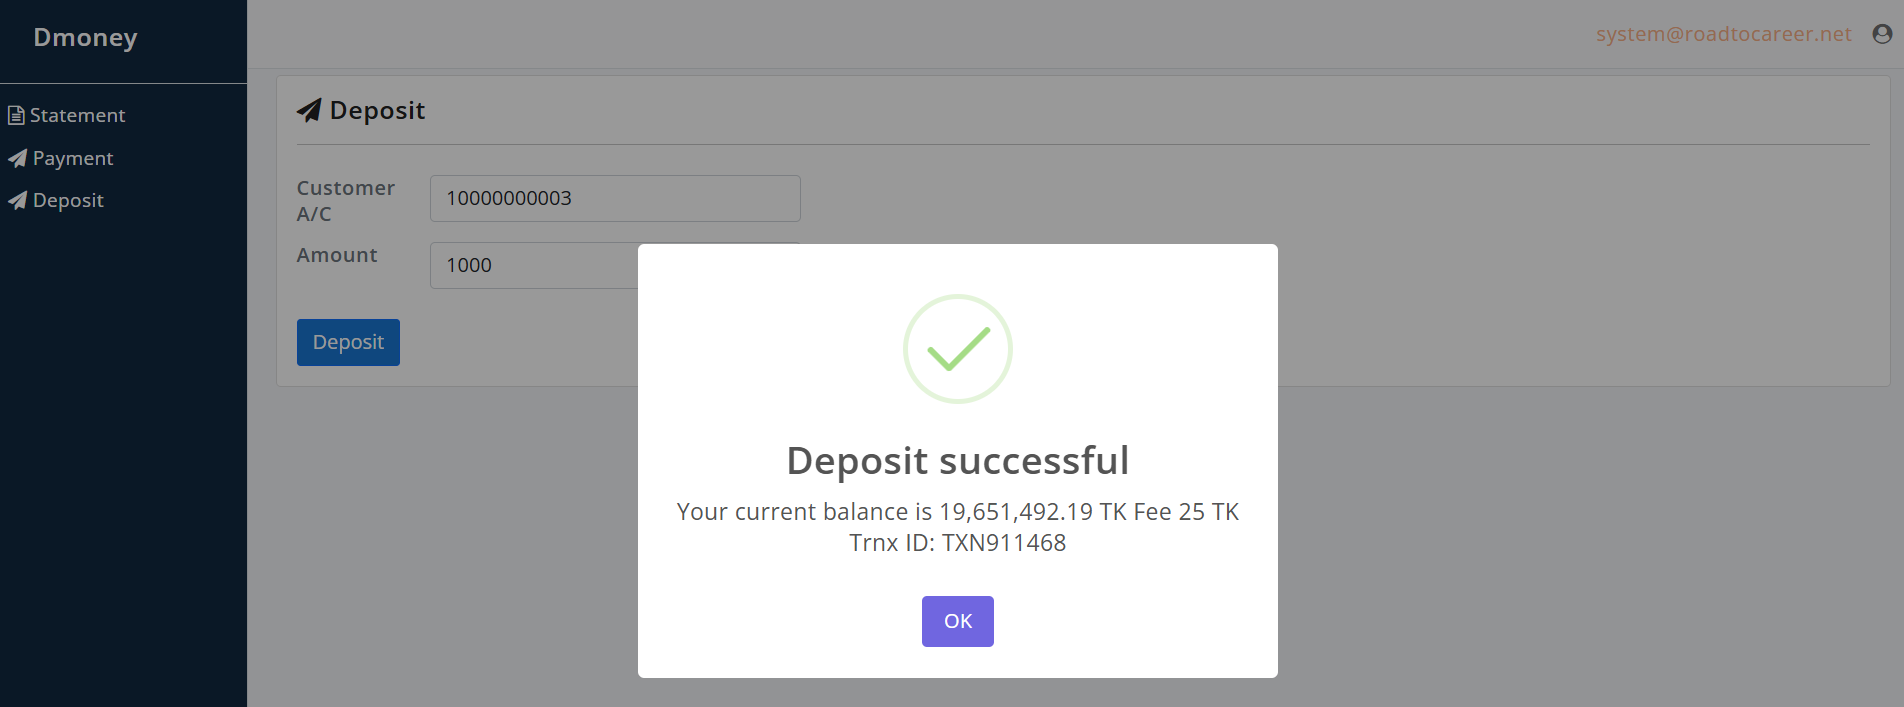 Dmoney
system@roadtocareer.net
Statement
Payment
Deposit
Deposit
Customer
A/C
10000000003
Amount
1000
Deposit
Deposit successful
Your current balance is 19,651,492.19 TK Fee 25 TK
Trnx ID: TXN911468
OK